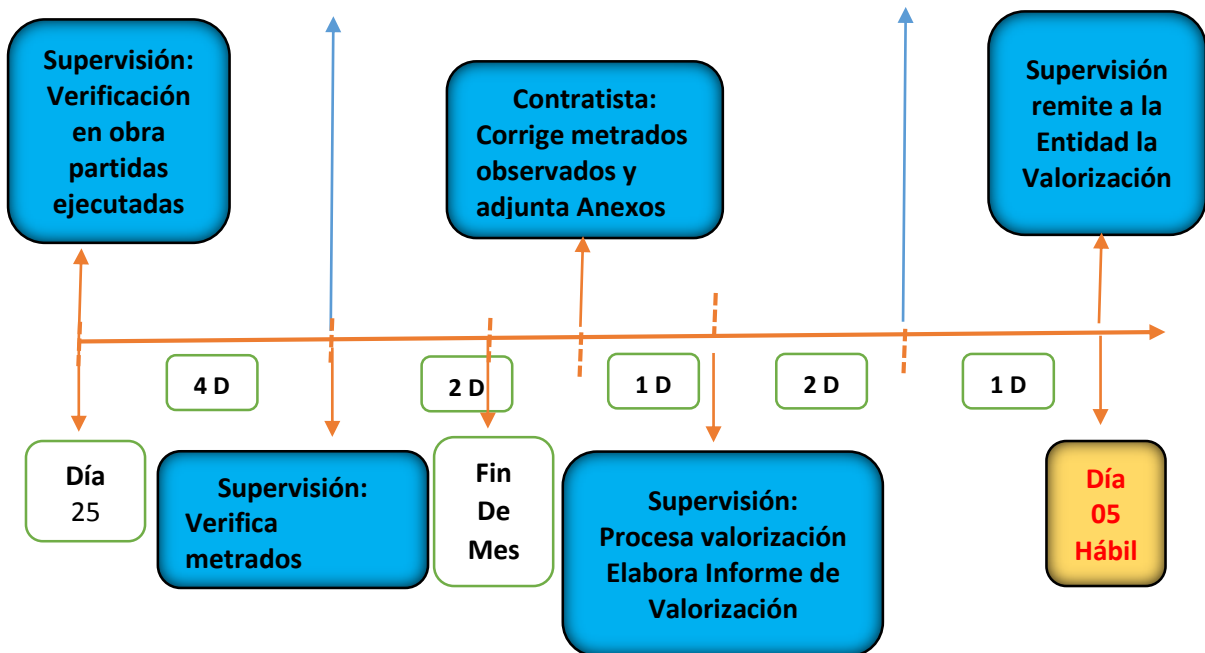 Supervisión:
Verificación
en obra
partidas
ejecutadas
Contratista:
Corrige metrados
observados y
adjunta Anexos
Supervisión
remite a la
Entidad la
Valorización
4 D
2 D
1 D
2 D
1 D
Día
25
Supervisión:
Verifica
metrados
Fin
De
Mes
Supervisión:
Procesa valorización
Elabora Informe de
Valorización
Día
05
Hábil